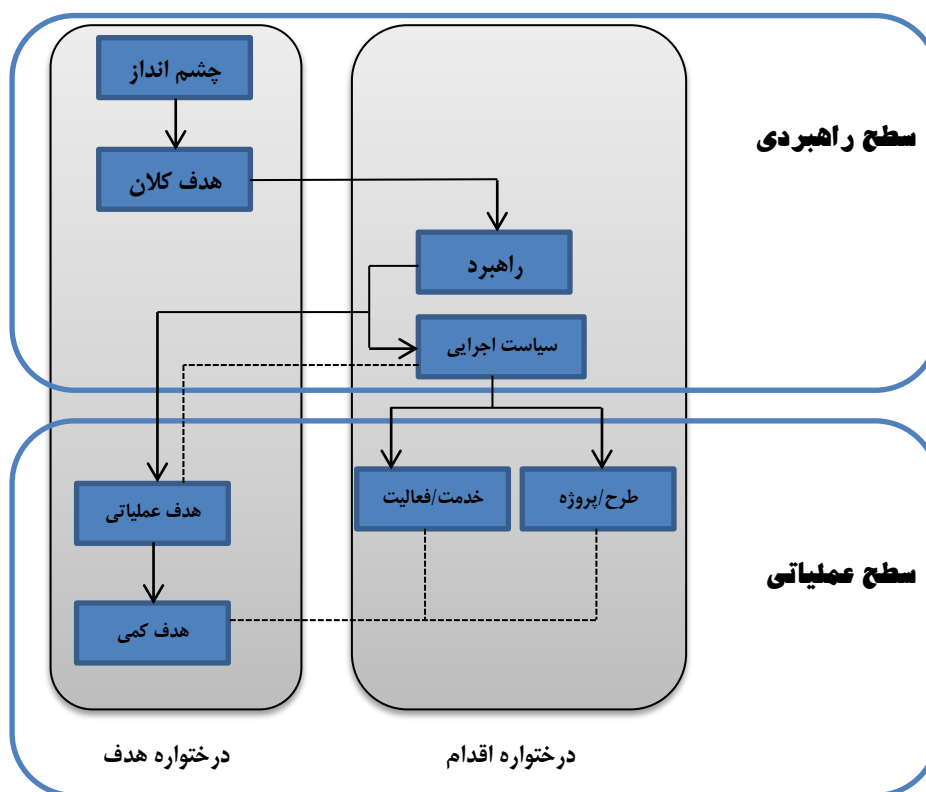 چشم انداز
سطح راهبردی
هدف کلان
راهبرد
سیاست اجرایی
طرح/پروژه
خدمت/فعالیت
هدف عملیاتی
سطح عملیاتی
هدف کمی
درختواره اقدام
درختواره هدف